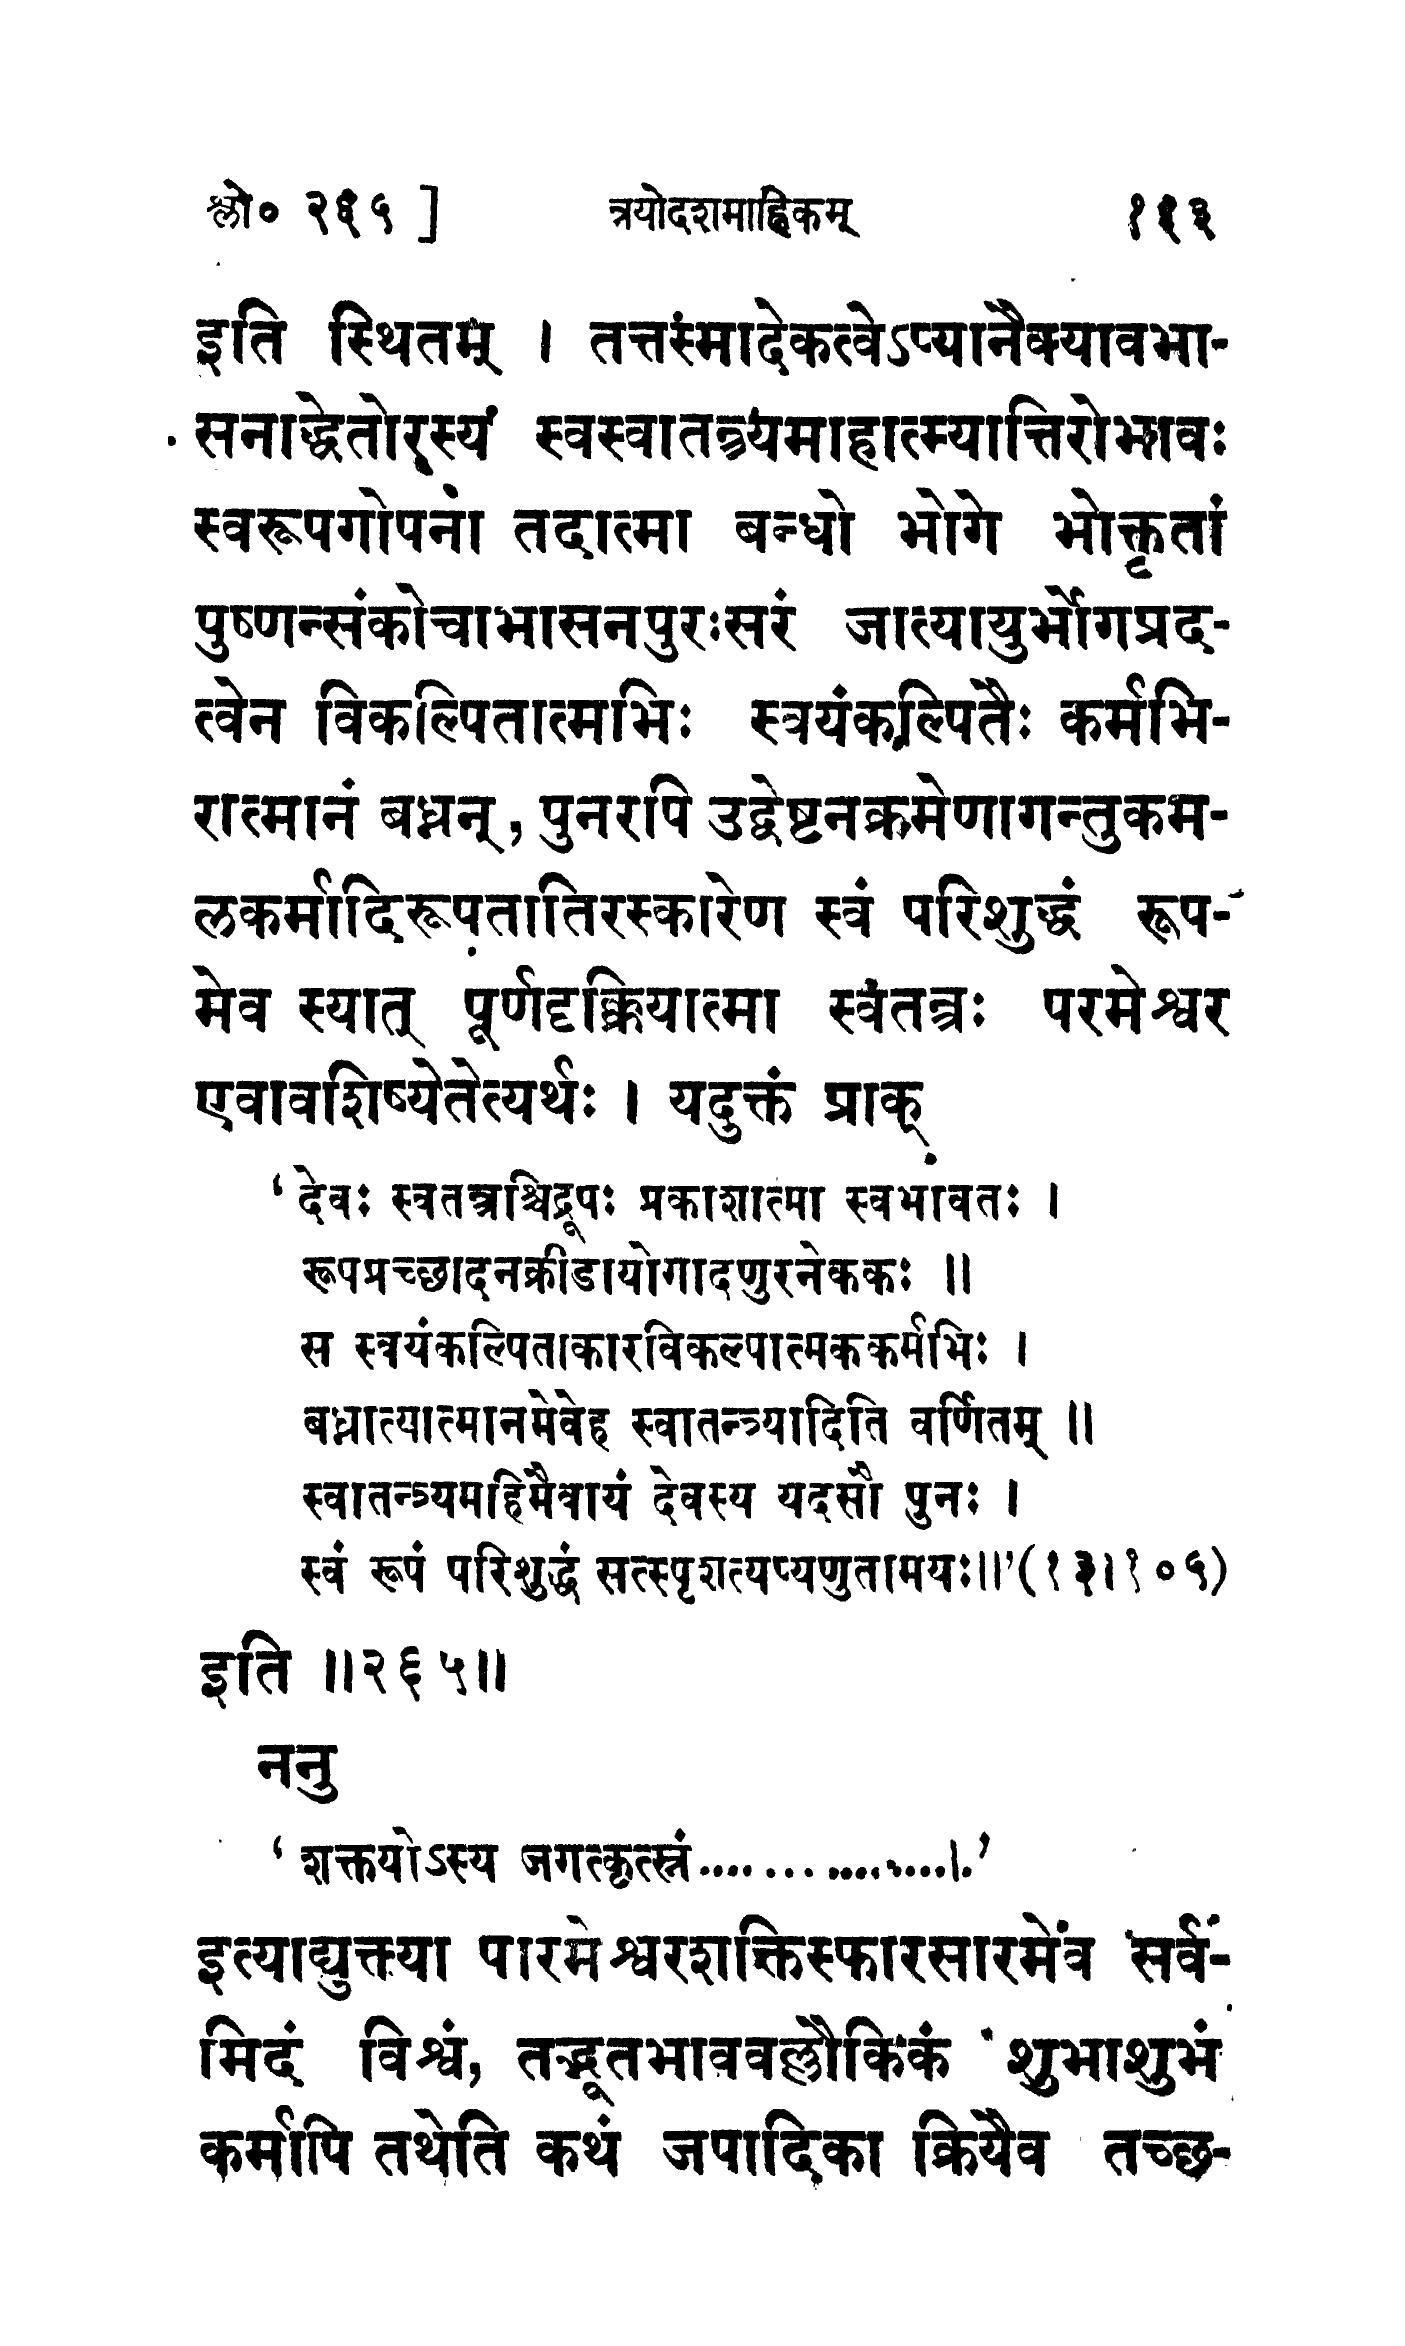 श्लो० २६५ ] त्रयोदशमाह्निकम् ११३
इति स्थितम् । तत्तस्मादेकत्वेऽप्यानैक्यावभा-
सनाद्धेतोरस्य स्वस्वातन्त्र्यमाहात्म्यात्तिरोभावः
स्वरूपगोपना तदात्मा बन्धो भोगे भोक्तृतां
पुष्णन्संकोचाभासनपुरःसरं जात्यायुर्भोगप्रद-
त्वेन विकल्पितात्मभिः स्वयंकल्पितैः कर्मभि-
रात्मानं बध्नन्, पुनरपि उद्वेष्टनक्रमेणागन्तुकम-
लकर्मादिरूपतातिरस्कारेण स्वं परिशुद्धं रूप-
मेव स्यात् पूर्णदृक्क्रियात्मा स्वतन्त्रः परमेश्वर
एवावशिष्येतेत्यर्थः । यदुक्तं प्राक्
‘ देवः स्वतन्त्रश्चिद्रूपः प्रकाशात्मा स्वभावतः ।
रूपप्रच्छादनक्रीडायोगादणुरनेककः ॥
स स्वयंकल्पिताकारविकल्पात्मककर्मभिः ।
बध्नात्यात्मानमेवेह स्वातन्त्र्यादिति वर्णितम् ॥
स्वातन्त्र्यमहिमैवायं देवस्य यदसौ पुनः ।
स्वं रूपं परिशुद्धं सत्स्पृशत्यप्यणुतामयः॥’(१३।१०५)
इति ॥२६५॥
ननु
‘ शक्तयोऽस्य जगत्कृत्स्नं..................।’
इत्याद्युक्तया पारमेश्वरशक्तिस्फारसारमेव सर्व-
मिदं विश्वं, तद्भूतभाववल्लौकिकं शुभाशुभं
कर्मापि तथेति कथं जपादिका क्रियैव तच्छ-